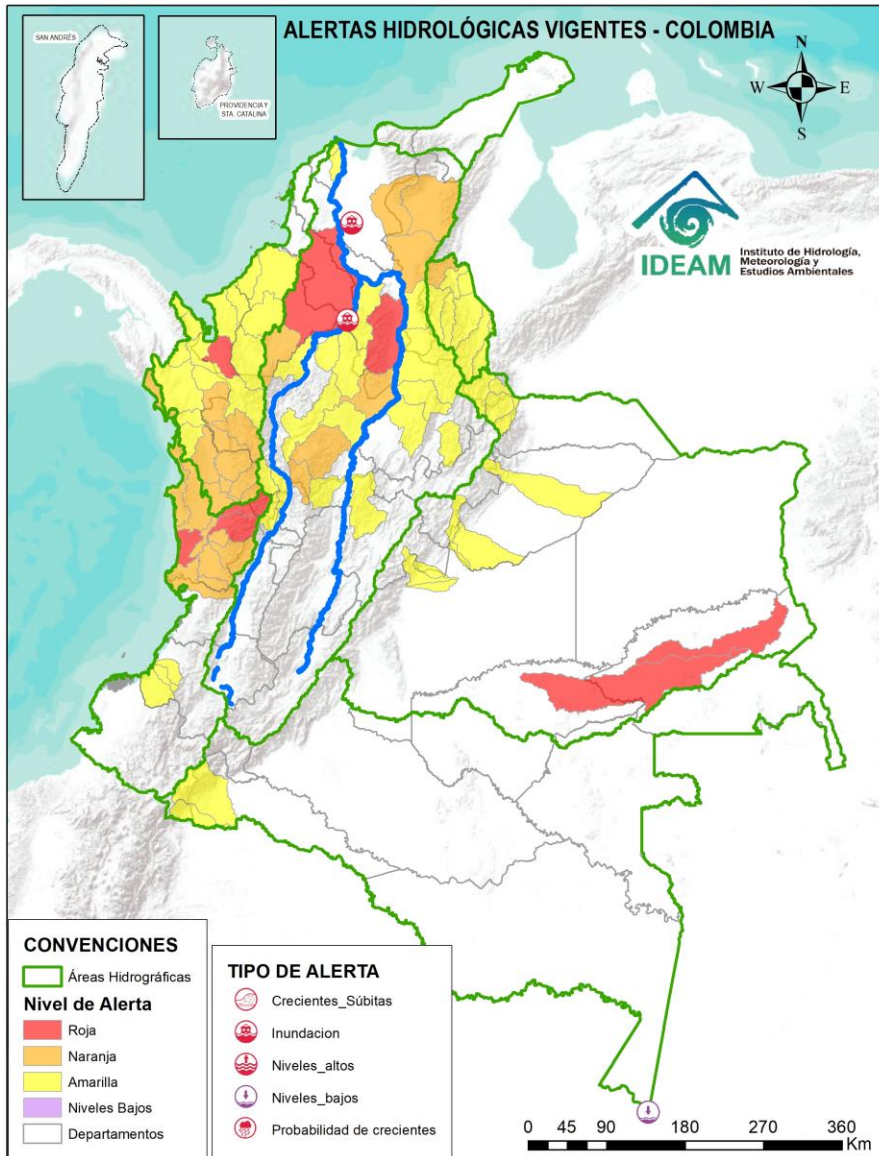 ALERTAS HIDROLÓGICAS VIGENTES - COLOMBIA
SAN ANDRÉS
PROVIDENCIA Y
STA. CATALINA
N
W
E
S
IDEAM
Instituto de Hidrología,
Meteorología y
Estudios Ambientales
CONVENCIONES
Áreas Hidrográficas
Nivel de Alerta
Roja
Naranja
Amarilla
Niveles Bajos
Departamentos
TIPO DE ALERTA
Crecientes_Súbitas
Inundacion
Niveles_altos
Niveles_bajos
Probabilidad de crecientes
0 45 90 180 270 360
Km